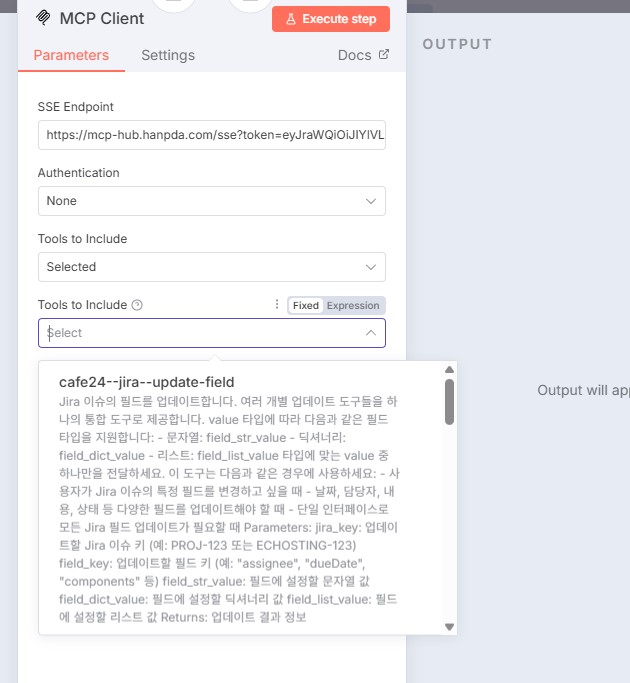 MCP Client
Execute step
OUTPUT
Parameters
Settings
Docs
SSE Endpoint
https://mcp-hub.hanpda.com/sse?token=eyJraWQiOiJIYlVL
Authentication
None
Tools to Include
Selected
Tools to Include
Fixed
Expression
Select
Output will app
cafe24--jira--update-field
Jira 이슈의 필드를 업데이트합니다. 여러 개별 업데이트 도구들을 하
나의 통합 도구로 제공합니다. value 타입에 따라 다음과 같은 필드
타입을 지원합니다: - 문자열: field_str_value - 딕셔너리:
field_dict_value - 리스트: field_list_value 타입에 맞는 value 중
하나만을 전달하세요. 이 도구는 다음과 같은 경우에 사용하세요: - 사
용자가 Jira 이슈의 특정 필드를 변경하고 싶을 때 - 날짜, 담당자, 내
용, 상태 등 다양한 필드를 업데이트해야 할 때 - 단일 인터페이스로
모든 Jira 필드 업데이트가 필요할 때 Parameters: jira_key: 업데이
트할 Jira 이슈 키 (예: PROJ-123 또는 ECHOSTING-123)
field_key: 업데이트할 필드 키 (예: "assignee", "dueDate",
"components" 등) field_str_value: 필드에 설정할 문자열 값
field_dict_value: 필드에 설정할 딕셔너리 값 field_list_value: 필드
에 설정할 리스트 값 Returns: 업데이트 결과 정보